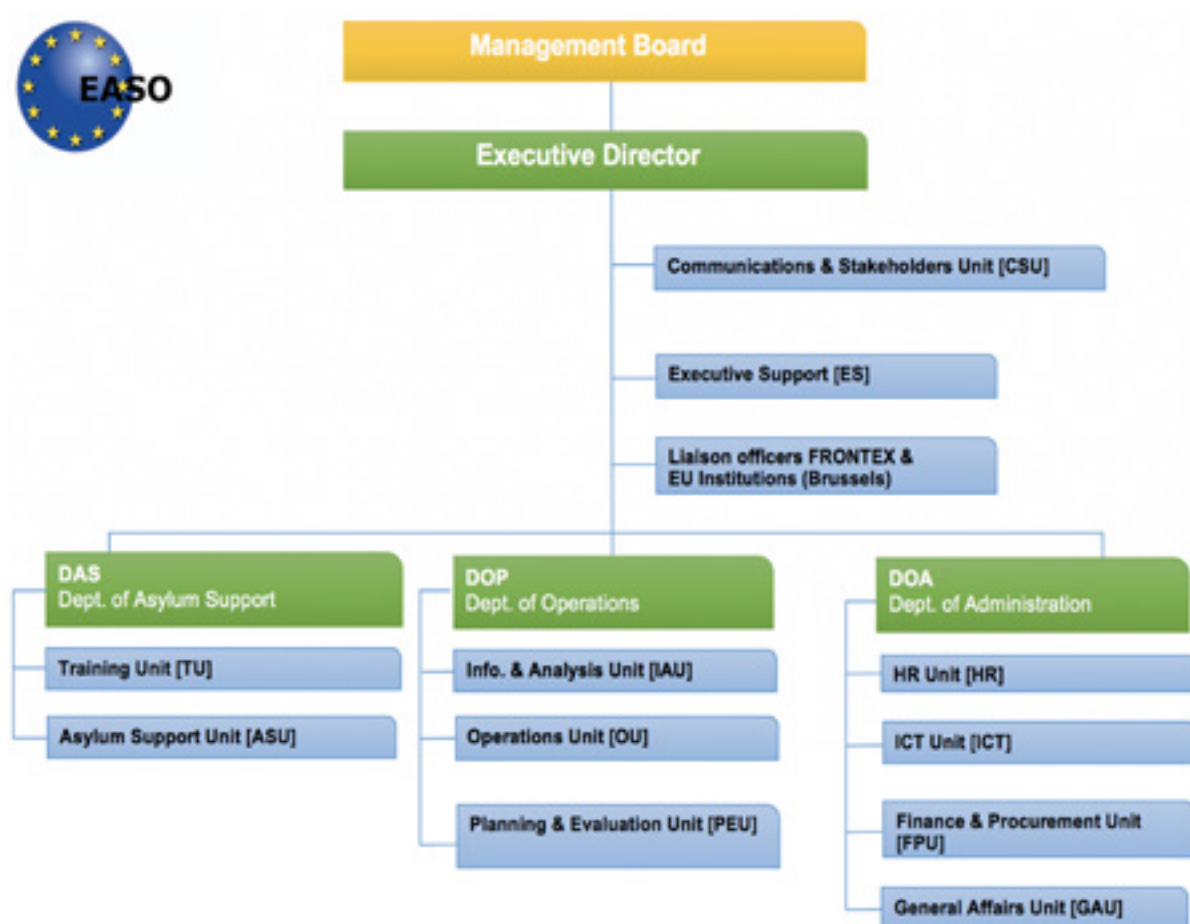 EASO
Management Board
Executive Director
Communications & Stakeholders Unit [CSU]
Executive Support [ES]
Liaison officers FRONTEX &
EU Institutions (Brussels)
DAS
Dept. of Asylum Support
Training Unit [TU]
Asylum Support Unit [ASU]
DOP
Dept. of Operations
Info. & Analysis Unit [IAU]
Operations Unit [OU]
Planning & Evaluation Unit [PEU]
DOA
Dept. of Administration
HR Unit [HR]
ICT Unit [ICT]
Finance & Procurement Unit
[FPU]
General Affairs Unit [GAU]